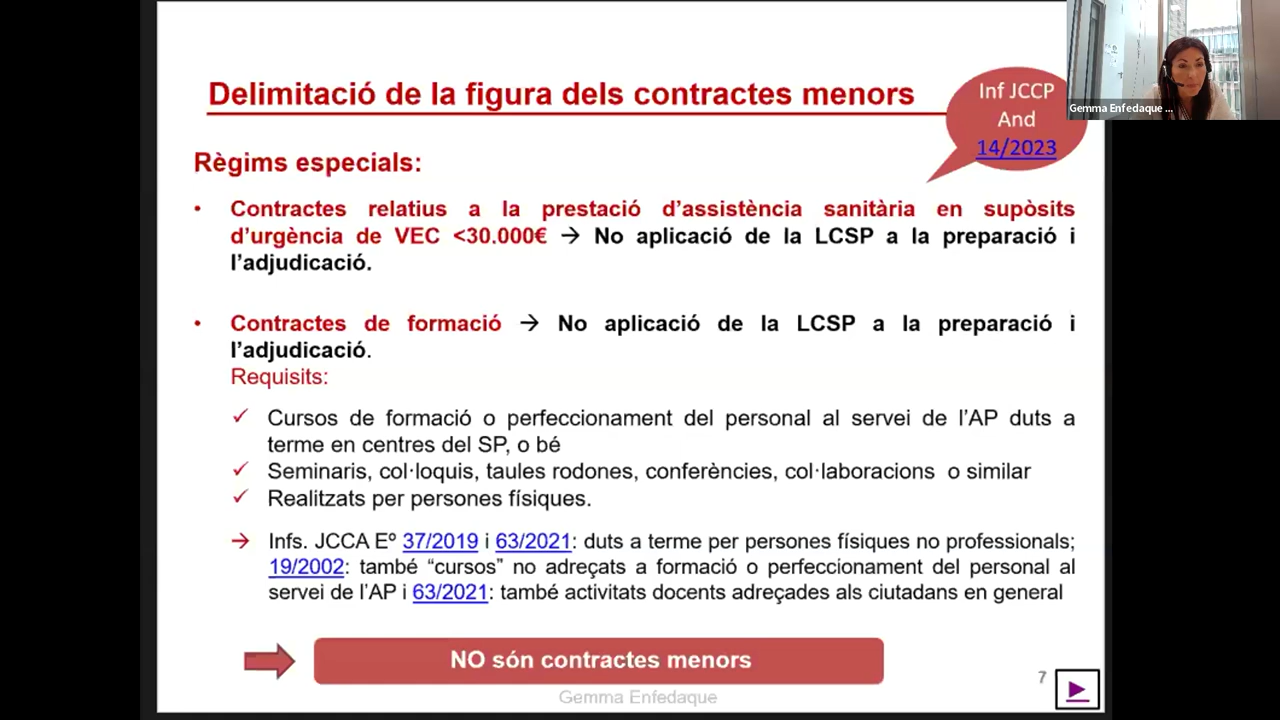 Delimitació de la figura dels contractes menors
Inf JCCP
And
14/2023
Gemma Enfedaque ...
Règims especials:
• Contractes relatius a la prestació d’assistència sanitària en supòsits
d’urgència de VEC <30.000€ → No aplicació de la LCSP a la preparació i
l’adjudicació.
• Contractes de formació → No aplicació de la LCSP a la preparació i
l’adjudicació.
Requisits:
✓ Cursos de formació o perfeccionament del personal al servei de l’AP duts a
terme en centres del SP, o bé
✓ Seminaris, col·loquis, taules rodones, conferències, col·laboracions o similar
✓ Realitzats per persones físiques.
→ Infs. JCCA Eº 37/2019 i 63/2021: duts a terme per persones físiques no professionals;
19/2002: també “cursos” no adreçats a formació o perfeccionament del personal al
servei de l’AP i 63/2021: també activitats docents adreçades als ciutadans en general
NO són contractes menors
7
Gemma Enfedaque